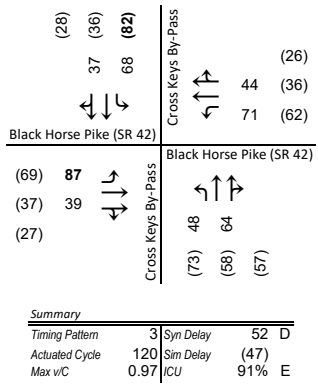 (28) (36) (82)
37 68
Black Horse Pike (SR 42)
Cross Keys By-Pass
(26)
44 (36)
71 (62)
(69) 87
(37) 39
(27)
Cross Keys By-Pass
Black Horse Pike (SR 42)
48 64
(73) (58) (57)
Summary
Timing Pattern 3 Syn Delay 52 D
Actuated Cycle 120 Sim Delay (47)
Max v/C 0.97 ICU 91% E